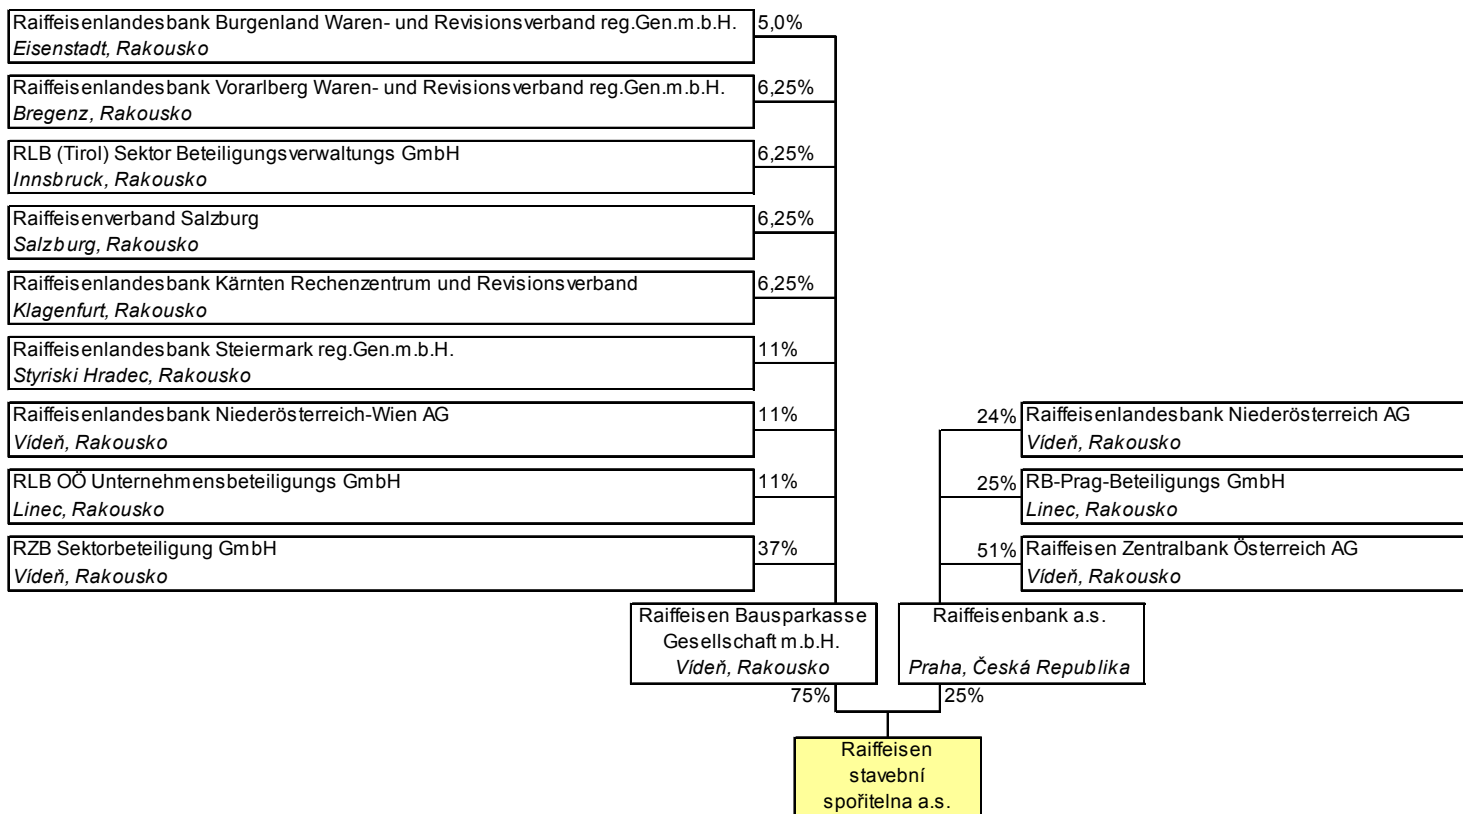 Raiffeisenlandesbank Burgenland Waren- und Revisionsverband reg.Gen.m.b.H.
5,0%
Eisenstadt, Rakousko
Raiffeisenlandesbank Vorarlberg Waren- und Revisionsverband reg.Gen.m.b.H.
6,25%
Bregenz, Rakousko
RLB (Tirol) Sektor Beteiligungsverwaltungs GmbH
6,25%
Innsbruck, Rakousko
Raiffeisenverband Salzburg
6,25%
Salzburg, Rakousko
Raiffeisenlandesbank Kärnten Rechenzentrum und Revisionsverband
6,25%
Klagenfurt, Rakousko
Raiffeisenlandesbank Steiermark reg.Gen.m.b.H.
11%
Styriski Hradec, Rakousko
Raiffeisenlandesbank Niederösterreich-Wien AG
11%
Vídeň, Rakousko
RLB OÖ Unternehmensbeteiligungs GmbH
11%
Linec, Rakousko
RZB Sektorbeteiligung GmbH
37%
Vídeň, Rakousko
24%
Raiffeisenlandesbank Niederösterreich AG
Vídeň, Rakousko
25%
RB-Prag-Beteiligungs GmbH
Linec, Rakousko
51%
Raiffeisen Zentralbank Österreich AG
Vídeň, Rakousko
Raiffeisen Bausparkasse
Gesellschaft m.b.H.
Vídeň, Rakousko
Raiffeisenbank a.s.
Praha, Česká Republika
75%
25%
Raiffeisen
stavební
spořitelna a.s.